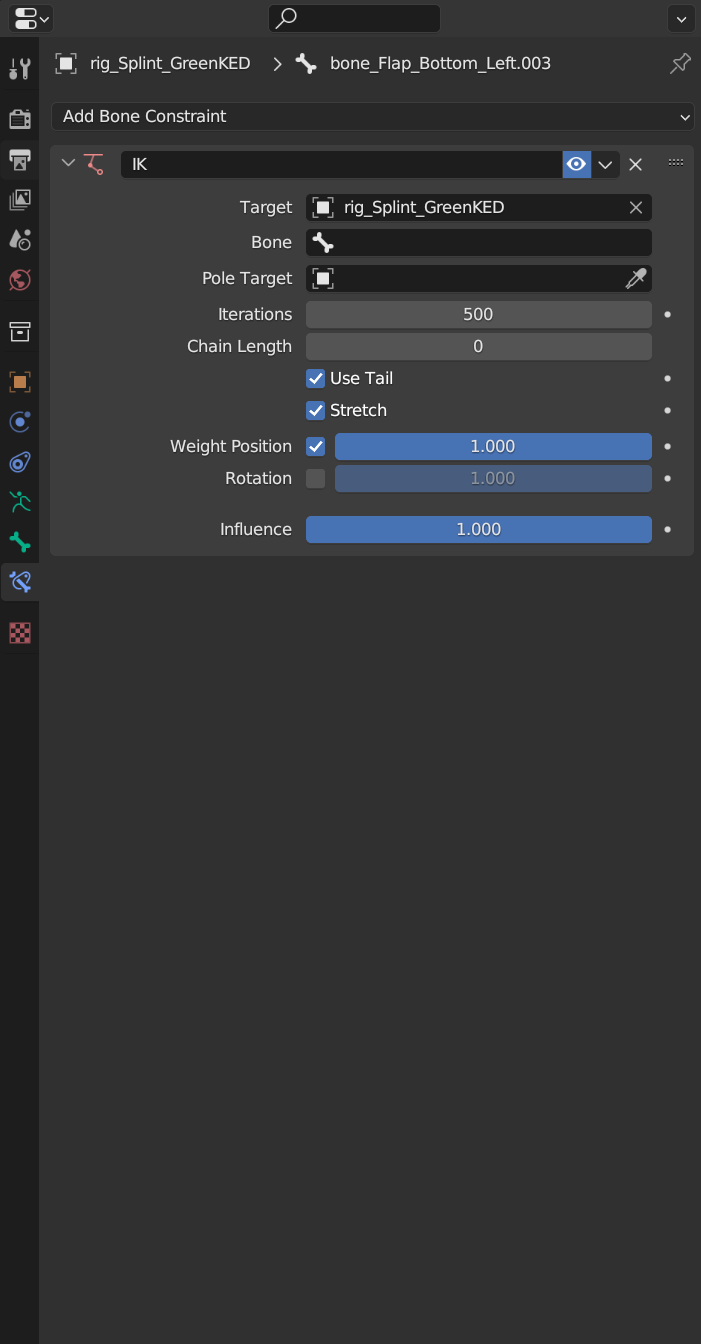 rig_Splint_GreenKED > bone_Flap_Bottom_Left.003
Add Bone Constraint
IK
Target rig_Splint_GreenKED
Bone
Pole Target
Iterations 500
Chain Length 0
Use Tail
Stretch
Weight Position 1.000
Rotation 1.000
Influence 1.000